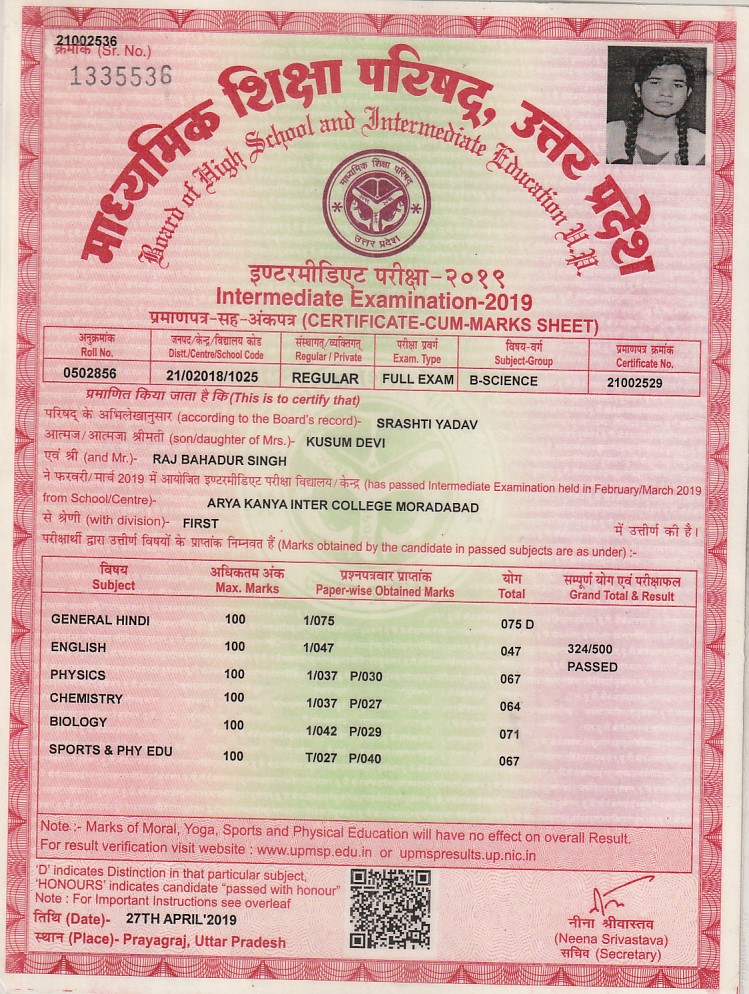 21002536
क्रमांक (Sr. No.)
1335536
माध्यमिक शिक्षा परिषद्, उत्तर प्रदेश
Board of High School and Intermediate Education U.P.
माध्यमिक शिक्षा परिषद्
उत्तर प्रदेश
इण्टरमीडिएट परीक्षा-२०१९
Intermediate Examination-2019
प्रमाणपत्र-सह-अंकपत्र (CERTIFICATE-CUM-MARKS SHEET)
अनुक्रमांक जनपद/केन्द्र/विद्यालय कोड संस्थागत/व्यक्तिगत परीक्षा प्रवर्ग विषय-वर्ग प्रमाणपत्र क्रमांक
Roll No. Distt./Centre/School Code Regular / Private Exam. Type Subject-Group Certificate No.
0502856 21/02018/1025 REGULAR FULL EXAM B-SCIENCE 21002529
प्रमाणित किया जाता है कि (This is to certify that)
परिषद् के अभिलेखानुसार (according to the Board's record)- SRASHTI YADAV
आत्मज/आत्मजा श्रीमती (son/daughter of Mrs.)- KUSUM DEVI
एवं श्री (and Mr.)- RAJ BAHADUR SINGH
ने फरवरी/मार्च 2019 में आयोजित इण्टरमीडिएट परीक्षा विद्यालय/केन्द्र (has passed Intermediate Examination held in February/March 2019
from School/Centre)- ARYA KANYA INTER COLLEGE MORADABAD
से श्रेणी (with division)- FIRST में उत्तीर्ण की है।
परीक्षार्थी द्वारा उत्तीर्ण विषयों के प्राप्तांक निम्नवत हैं (Marks obtained by the candidate in passed subjects are as under) :-
विषय अधिकतम अंक प्रश्नपत्रवार प्राप्तांक योग सम्पूर्ण योग एवं परीक्षाफल
Subject Max. Marks Paper-wise Obtained Marks Total Grand Total & Result
GENERAL HINDI 100 1/075 075 D
ENGLISH 100 1/047 047 324/500
PASSED
PHYSICS 100 1/037 P/030 067
CHEMISTRY 100 1/037 P/027 064
BIOLOGY 100 1/042 P/029 071
SPORTS & PHY EDU 100 T/027 P/040 067
Note :- Marks of Moral, Yoga, Sports and Physical Education will have no effect on overall Result.
For result verification visit website : www.upmsp.edu.in or upmspresults.up.nic.in
'D' indicates Distinction in that particular subject,
'HONOURS' indicates candidate "passed with honour"
Note : For Important Instructions see overleaf
तिथि (Date)- 27TH APRIL'2019
स्थान (Place)- Prayagraj, Uttar Pradesh
नीना श्रीवास्तव
(Neena Srivastava)
सचिव (Secretary)